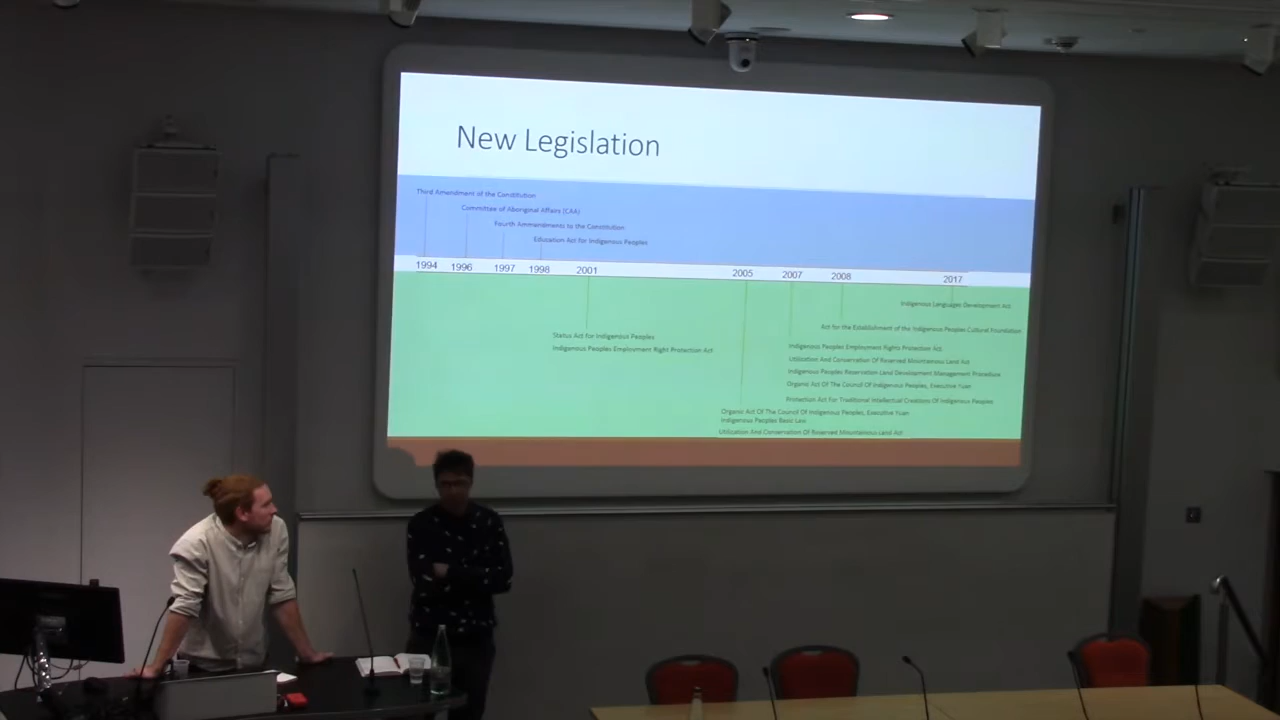 New Legislation
Third Amendment of the Constitution
Committee of Aboriginal Affairs (CAA)
Fourth Ammendments to the Constitution
Education Act for Indigenous Peoples
1994 1996 1997 1998 2001 2005 2007 2008 2017
Indigenous Languages Development Act
Act for the Establishment of the Indigenous Peoples Cultural Foundation
Status Act For Indigenous Peoples
Indigenous Peoples Employment Right Protection Act
Indigenous Peoples Employment Rights Protection Act.
Utilization And Conservation Of Reserved Mountainous Land Act
Indigenous Peoples Reservation Land Development Management Procedure
Organic Act Of The Council Of Indigenous Peoples, Executive Yuan
Protection Act For Traditional Intellectual Creations Of Indigenous Peoples
Organic Act Of The Council Of Indigenous Peoples, Executive Yuan
Indigenous Peoples Basic Law
Utilization And Conservation Of Reserved Mountainous-Land Act